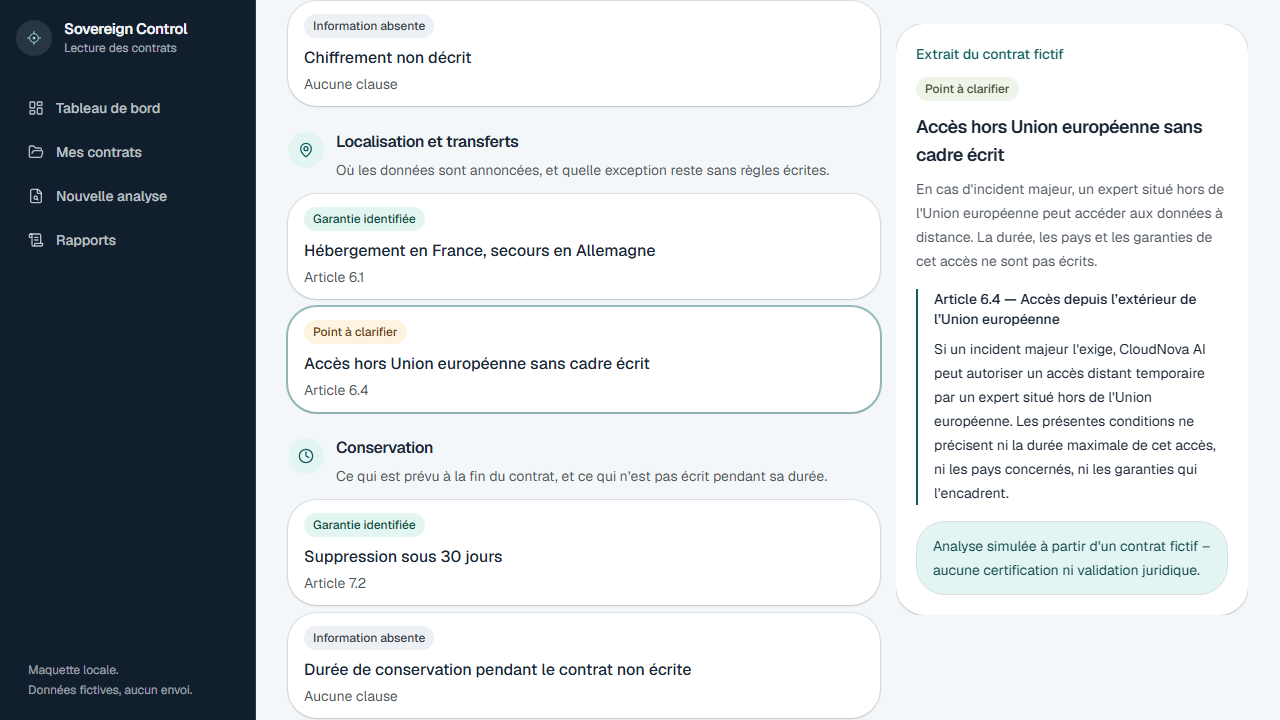 Sovereign Control
Lecture des contrats
Tableau de bord
Mes contrats
Nouvelle analyse
Rapports
Maquette locale.
Données fictives, aucun envoi.
Information absente
Chiffrement non décrit
Aucune clause
Localisation et transferts
Où les données sont annoncées, et quelle exception reste sans règles écrites.
Garantie identifiée
Hébergement en France, secours en Allemagne
Article 6.1
Point à clarifier
Accès hors Union européenne sans cadre écrit
Article 6.4
Conservation
Ce qui est prévu à la fin du contrat, et ce qui n’est pas écrit pendant sa durée.
Garantie identifiée
Suppression sous 30 jours
Article 7.2
Information absente
Durée de conservation pendant le contrat non écrite
Aucune clause
Extrait du contrat fictif
Point à clarifier
Accès hors Union européenne sans
cadre écrit
En cas d’incident majeur, un expert situé hors de
l’Union européenne peut accéder aux données à
distance. La durée, les pays et les garanties de
cet accès ne sont pas écrits.
Article 6.4 — Accès depuis l’extérieur de
l’Union européenne
Si un incident majeur l’exige, CloudNova AI
peut autoriser un accès distant temporaire
par un expert situé hors de l’Union
européenne. Les présentes conditions ne
précisent ni la durée maximale de cet accès,
ni les pays concernés, ni les garanties qui
l’encadrent.
Analyse simulée à partir d’un contrat fictif –
aucune certification ni validation juridique.